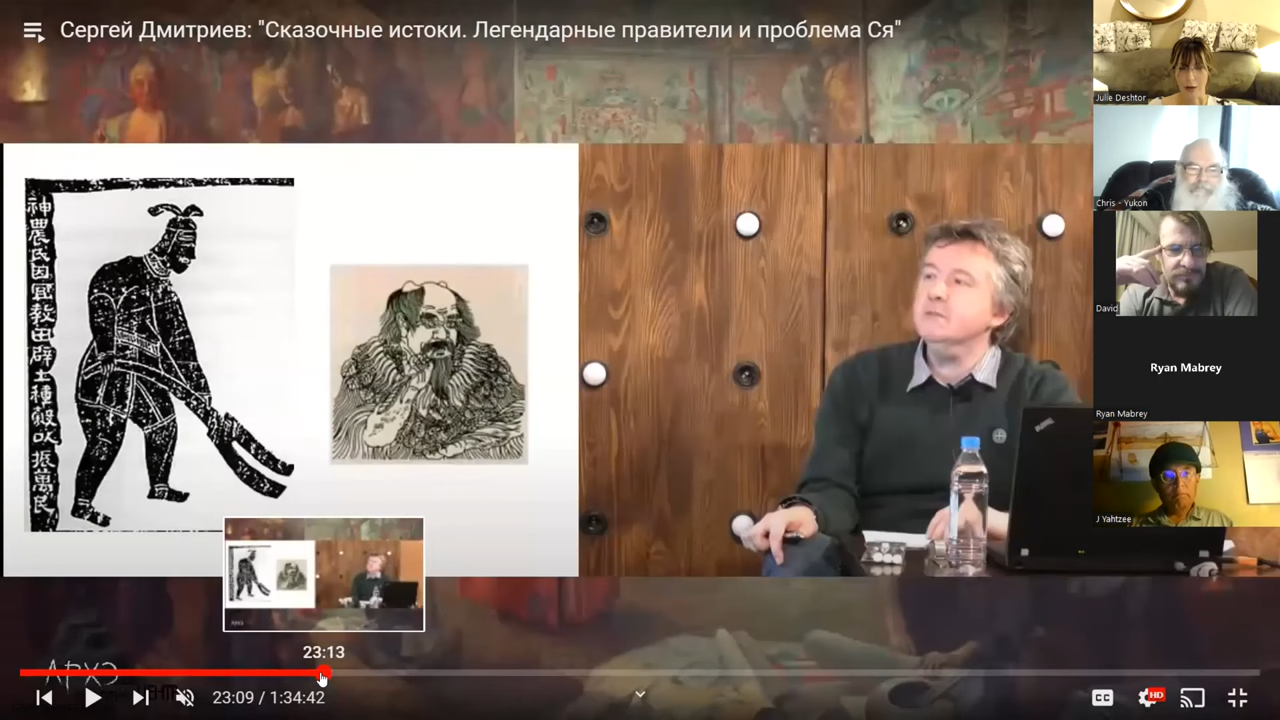 Сергей Дмитриев: "Сказочные истоки. Легендарные правители и проблема Ся"
Julie Deshtor
Chris - Yukon
David
Ryan Mabrey
Ryan Mabrey
J Yahtzee
神農氏因宜教田辟土種穀以振萬民
23:13
Архэ
23:09 / 1:34:42
CC
HD